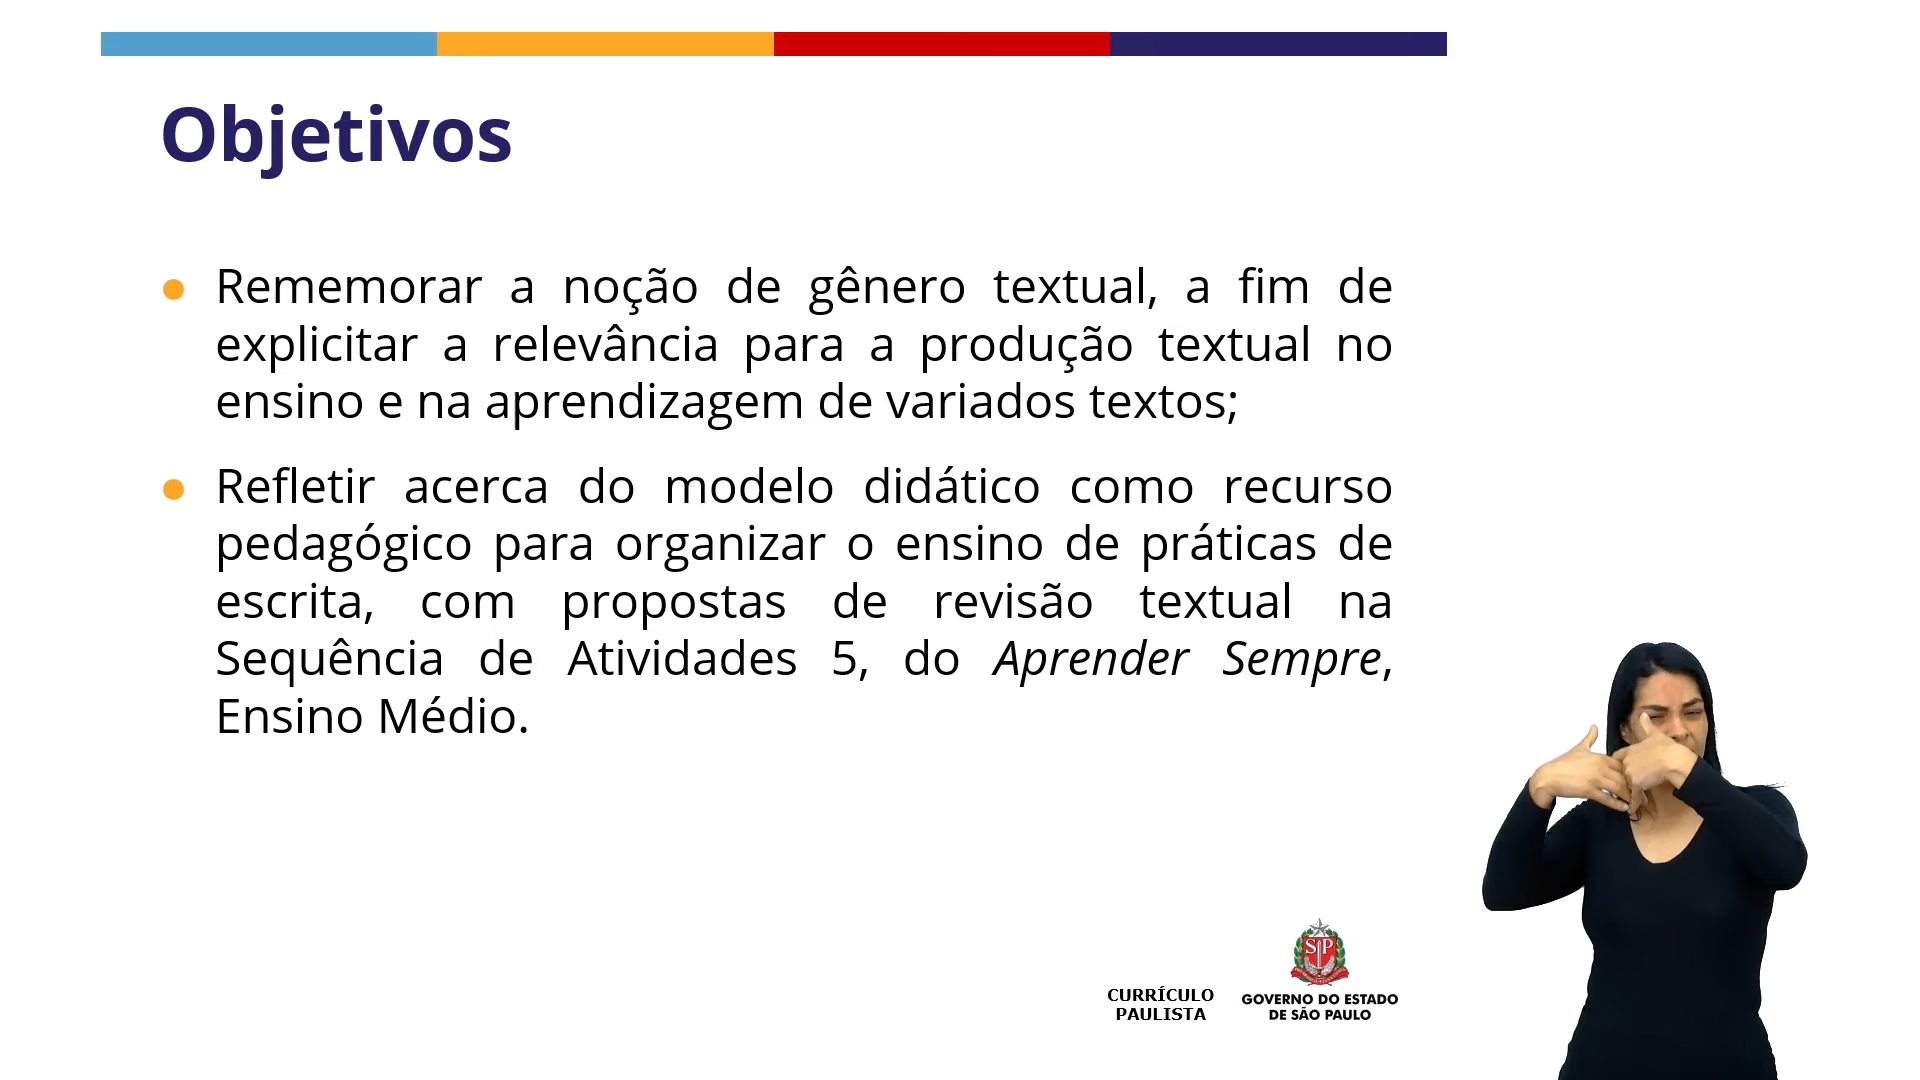 Objetivos
● Rememorar a noção de gênero textual, a fim de
explicitar a relevância para a produção textual no
ensino e na aprendizagem de variados textos;
● Refletir acerca do modelo didático como recurso
pedagógico para organizar o ensino de práticas de
escrita, com propostas de revisão textual na
Sequência de Atividades 5, do Aprender Sempre,
Ensino Médio.
CURRÍCULO
PAULISTA
SP
GOVERNO DO ESTADO
DE SÃO PAULO